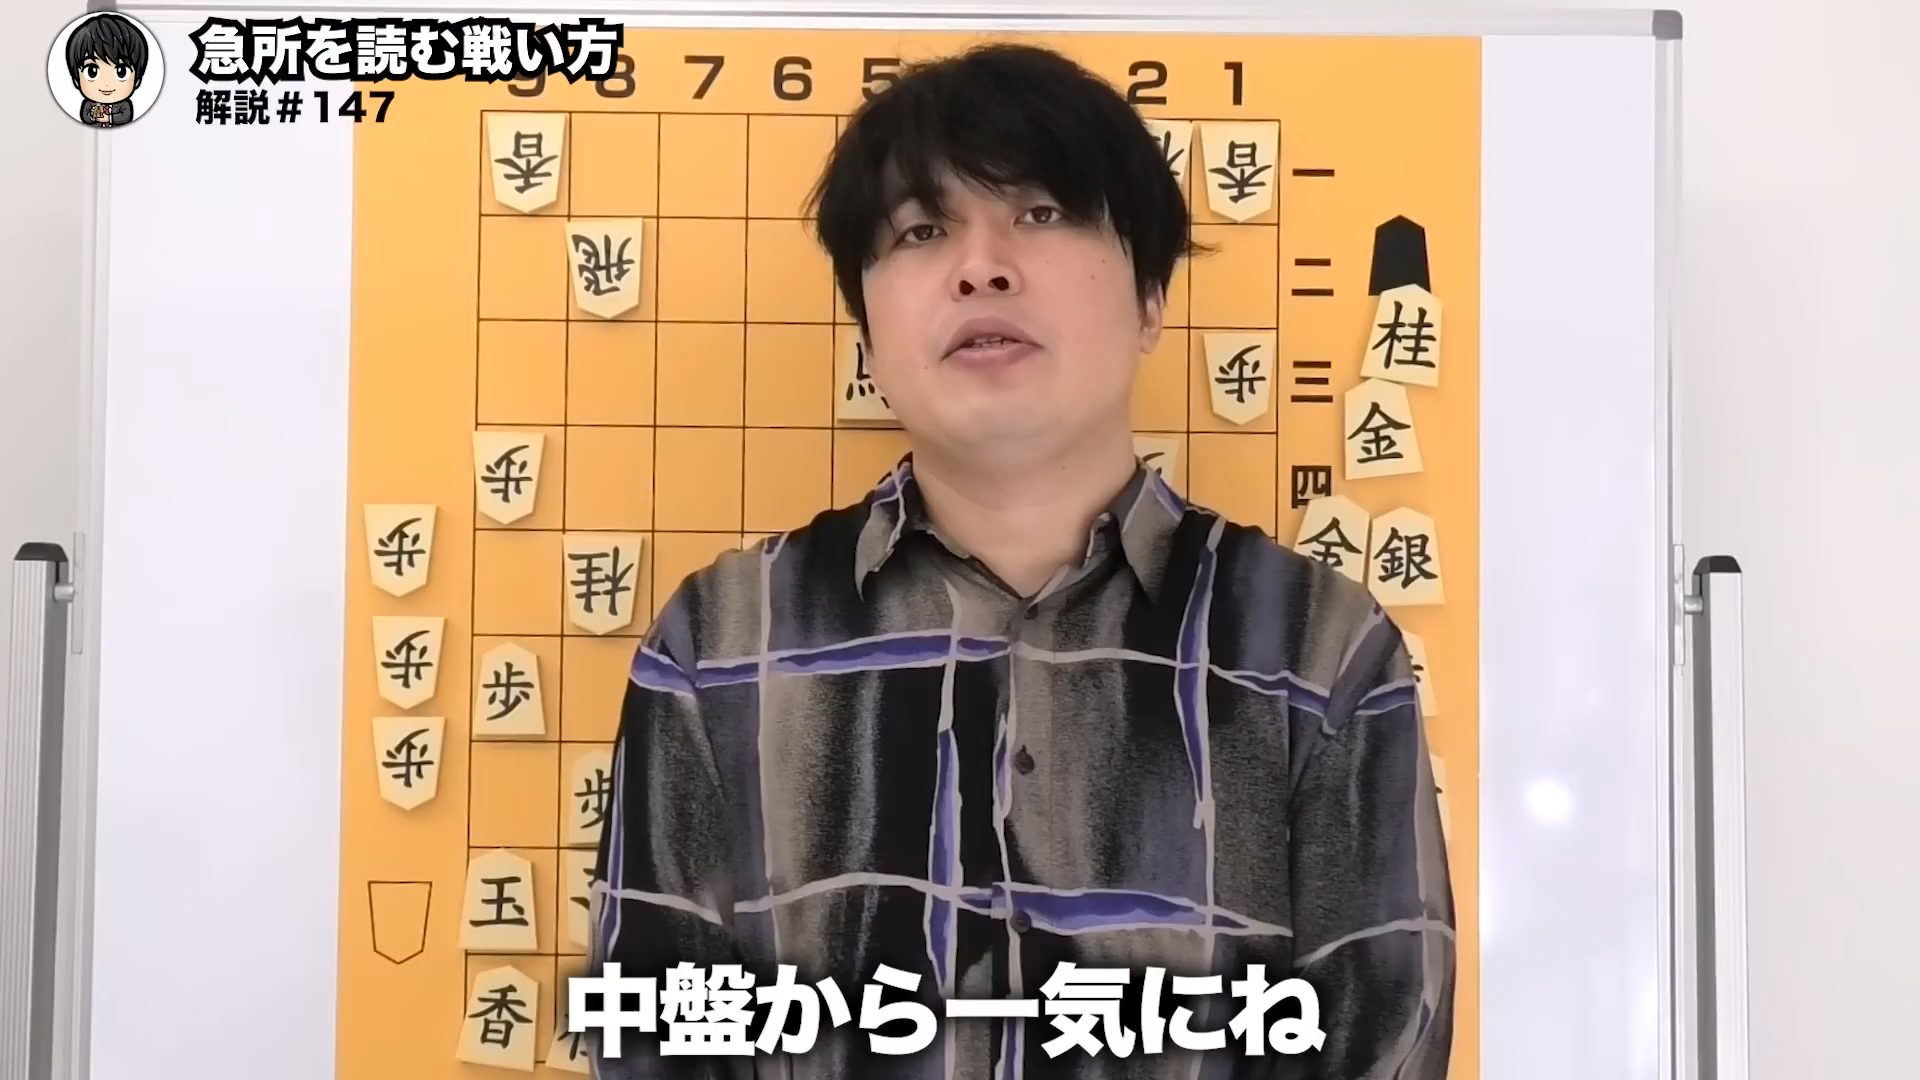 急所を読む戦い方
解説#147
9 8 7 6 5 2 1
香 香 一
飛 二
桂
歩 三
金
歩 四
歩 桂 金 銀
歩 歩
歩 歩
玉
香
中盤から一気にね